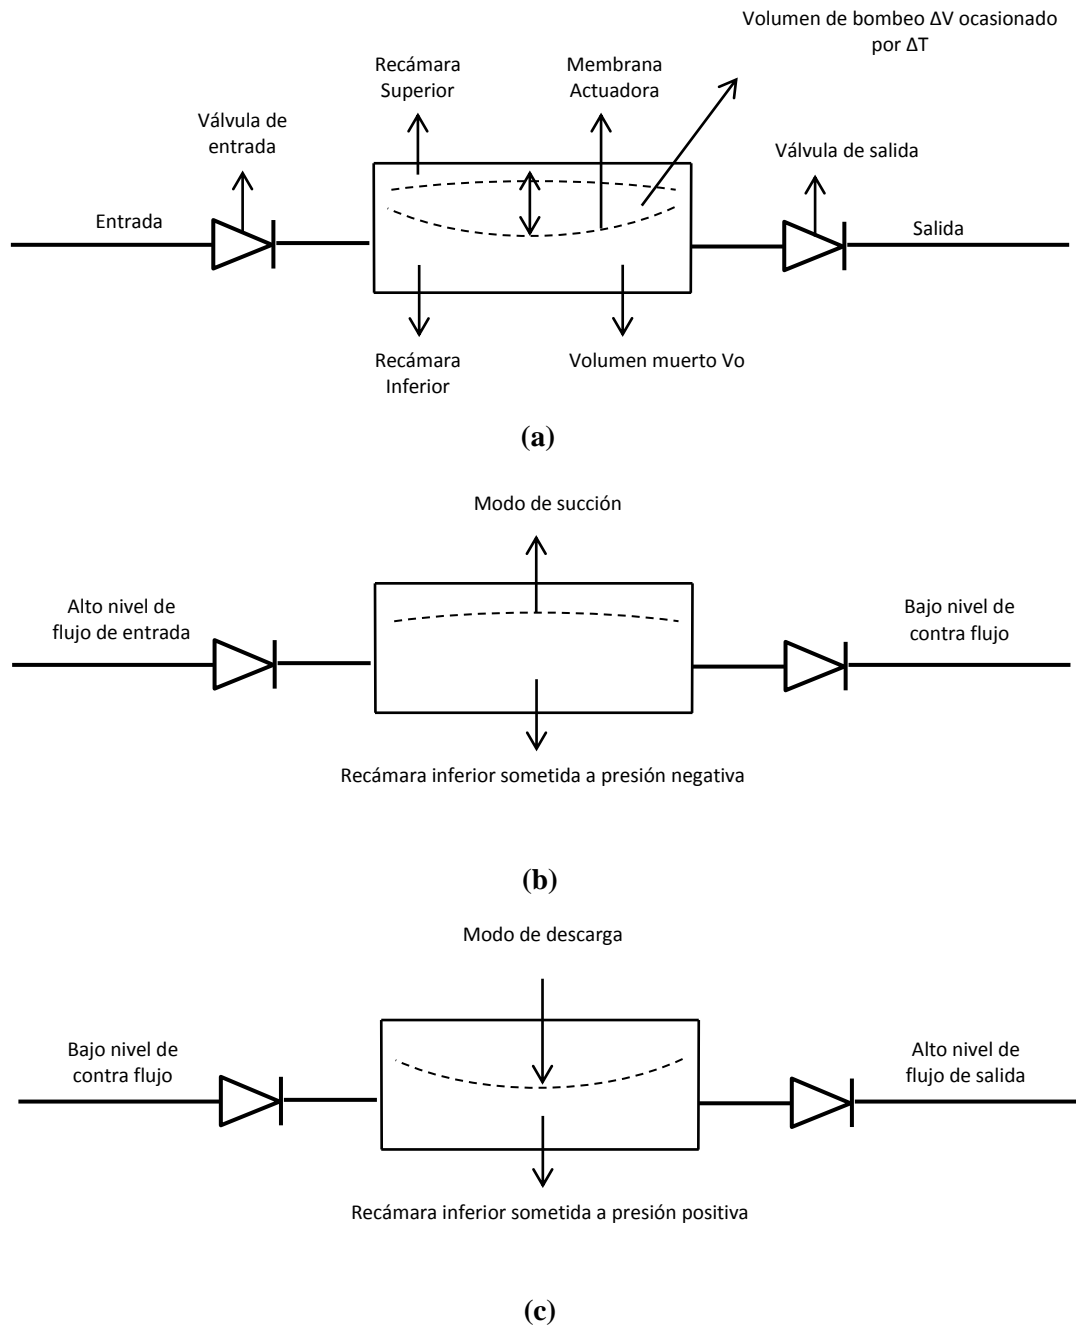 Volumen de bombeo ΔV ocasionado
por ΔT
Recámara
Superior
Membrana
Actuadora
Válvula de
entrada
Válvula de salida
Entrada
Salida
Recámara
Inferior
Volumen muerto Vo
(a)
Modo de succión
Alto nivel de
flujo de entrada
Bajo nivel de
contra flujo
Recámara inferior sometida a presión negativa
(b)
Modo de descarga
Bajo nivel de
contra flujo
Alto nivel de
flujo de salida
Recámara inferior sometida a presión positiva
(c)